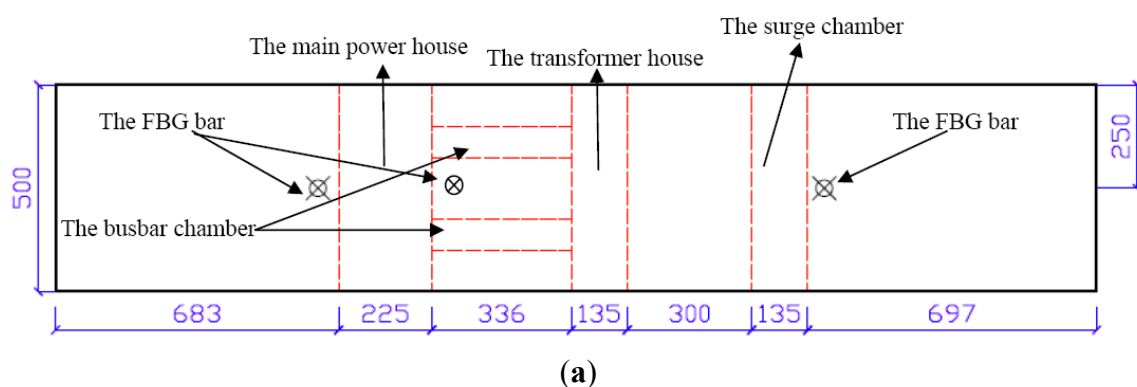 The surge chamber
The main power house
The transformer house
The FBG bar
The FBG bar
250
500
The busbar chamber
683
225
336
135
300
135
697
(a)